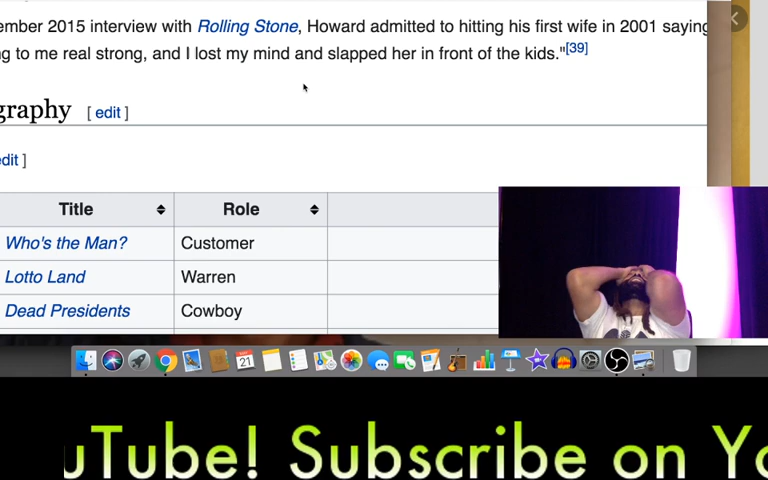 ember 2015 interview with Rolling Stone, Howard admitted to hitting his first wife in 2001 saying
g to me real strong, and I lost my mind and slapped her in front of the kids."[39]
graphy [ edit ]
edit ]
Title Role
Who's the Man? Customer
Lotto Land Warren
Dead Presidents Cowboy
21
uTube! Subscribe on Yo